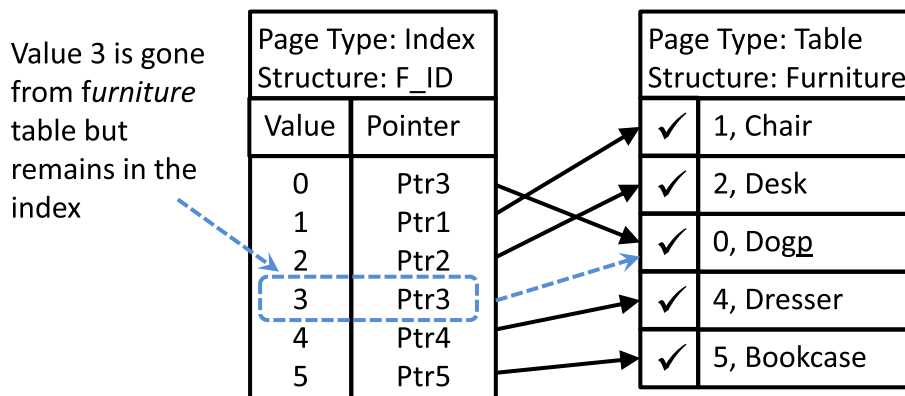 Value 3 is gone
from furniture
table but
remains in the
index
Page Type: Index
Structure: F_ID
Value Pointer
0 Ptr3
1 Ptr1
2 Ptr2
3 Ptr3
4 Ptr4
5 Ptr5
Page Type: Table
Structure: Furniture
✓ 1, Chair
✓ 2, Desk
✓ 0, Dogp
✓ 4, Dresser
✓ 5, Bookcase